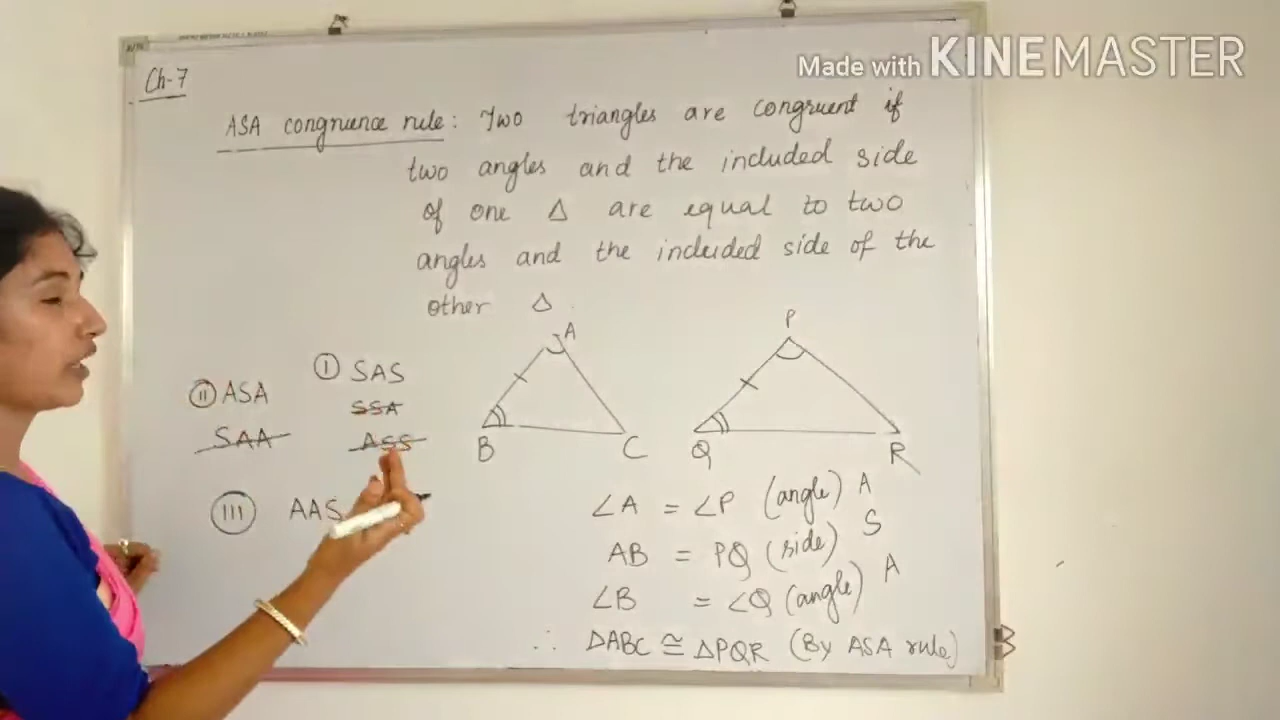 Made with KINEMASTER
Ch-7
ASA congruence rule: Two triangles are congruent if
two angles and the included side
of one Δ are equal to two
angles and the included side of the
other Δ.
I SAS
II ASA
SSA
SAA
ASS
III AAS
A
B
C
P
Q
R
∠A = ∠P (angle) A
AB = PQ (side) S
∠B = ∠Q (angle) A
∴ ΔABC ≅ ΔPQR (By ASA rule)